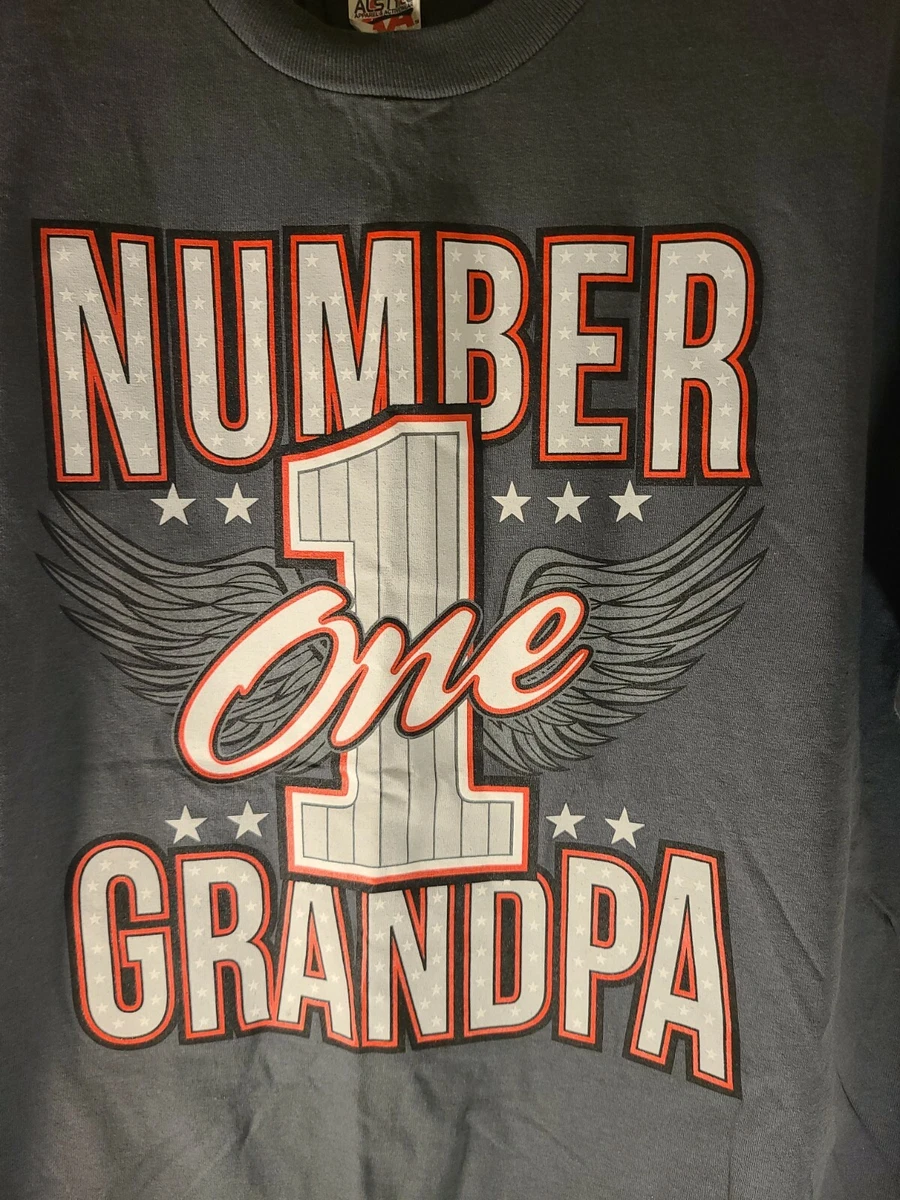 NUMBER
1
One
GRANDPA